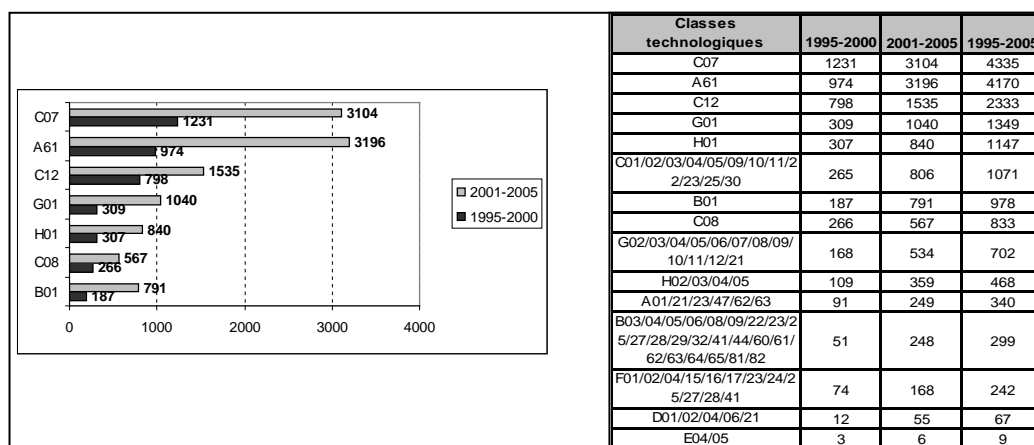 C07
A61
C12
G01
H01
C08
B01
3104
1231
3196
974
1535
798
1040
309
840
307
567
266
791
187
0 1000 2000 3000 4000
2001-2005
1995-2000
Classes
technologiques 1995-2000 2001-2005 1995-2005
C07 1231 3104 4335
A61 974 3196 4170
C12 798 1535 2333
G01 309 1040 1349
H01 307 840 1147
C01/02/03/04/05/09/10/11/2
2/23/25/30 265 806 1071
B01 187 791 978
C08 266 567 833
G02/03/04/05/06/07/08/09/
10/11/12/21 168 534 702
H02/03/04/05 109 359 468
A01/21/23/47/62/63 91 249 340
B03/04/05/06/08/09/22/23/2
5/27/28/29/32/41/44/60/61/
62/63/64/65/81/82 51 248 299
F01/02/04/15/16/17/23/24/2
5/27/28/41 74 168 242
D01/02/04/06/21 12 55 67
E04/05 3 6 9